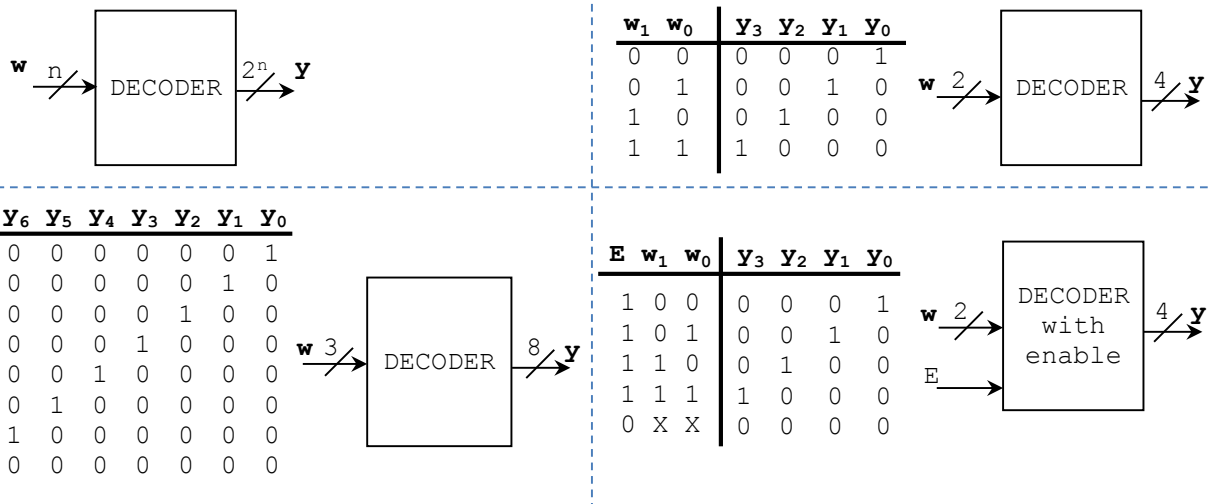 w n DECODER 2ⁿ y
w₁ w₀ y₃ y₂ y₁ y₀
0 0 0 0 0 1
0 1 0 0 1 0
1 0 0 1 0 0
1 1 1 0 0 0
w 2 DECODER 4 y
y₆ y₅ y₄ y₃ y₂ y₁ y₀
0 0 0 0 0 0 1
0 0 0 0 0 1 0
0 0 0 0 1 0 0
0 0 0 1 0 0 0
0 0 1 0 0 0 0
0 1 0 0 0 0 0
1 0 0 0 0 0 0
0 0 0 0 0 0 0
w 3 DECODER 8 y
E w₁ w₀ y₃ y₂ y₁ y₀
1 0 0 0 0 0 1
1 0 1 0 0 1 0
1 1 0 0 1 0 0
1 1 1 1 0 0 0
0 X X 0 0 0 0
w 2 DECODER 4 y
with
E enable